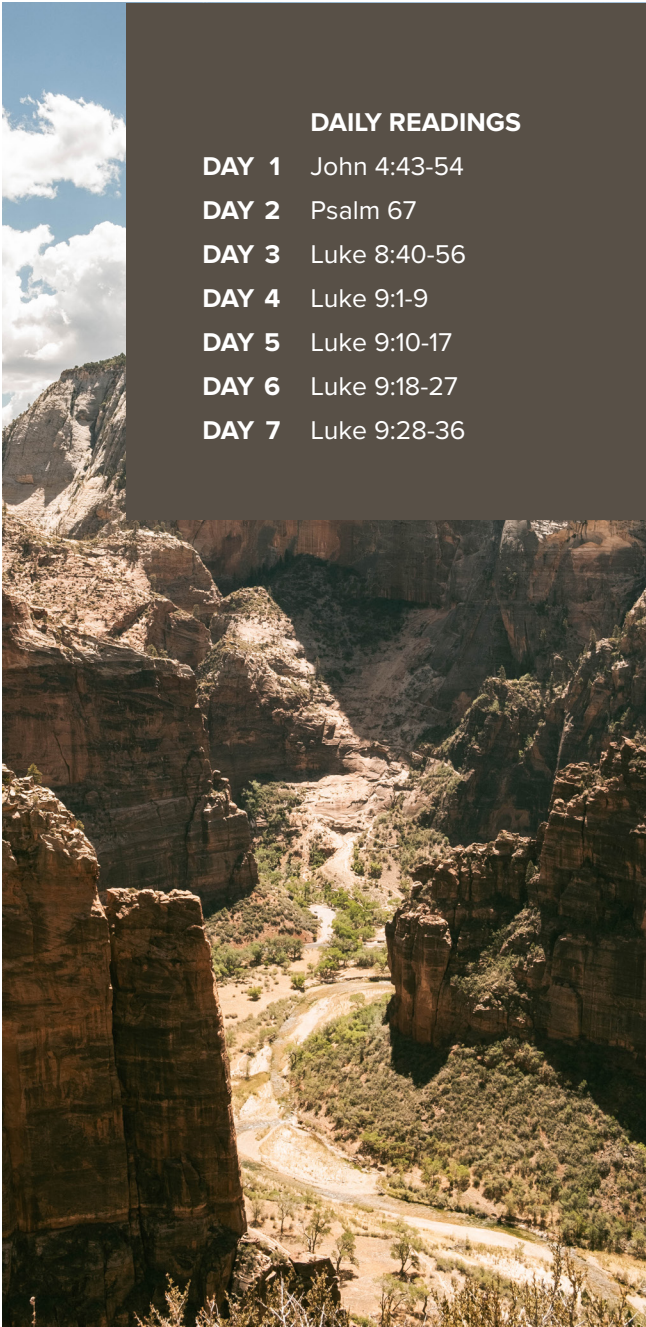 DAILY READINGS
DAY 1 John 4:43-54
DAY 2 Psalm 67
DAY 3 Luke 8:40-56
DAY 4 Luke 9:1-9
DAY 5 Luke 9:10-17
DAY 6 Luke 9:18-27
DAY 7 Luke 9:28-36